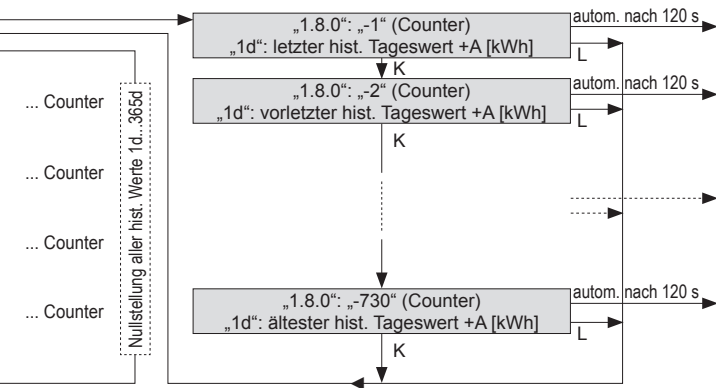 „1.8.0“: „-1“ (Counter)
„1d“: letzter hist. Tageswert +A [kWh]
autom. nach 120 s
L
K
„1.8.0“: „-2“ (Counter)
„1d“: vorletzter hist. Tageswert +A [kWh]
autom. nach 120 s
L
K
... Counter
... Counter
... Counter
... Counter
Nullstellung aller hist. Werte 1d...365d
„1.8.0“: „-730“ (Counter)
„1d“: ältester hist. Tageswert +A [kWh]
autom. nach 120 s
L
K